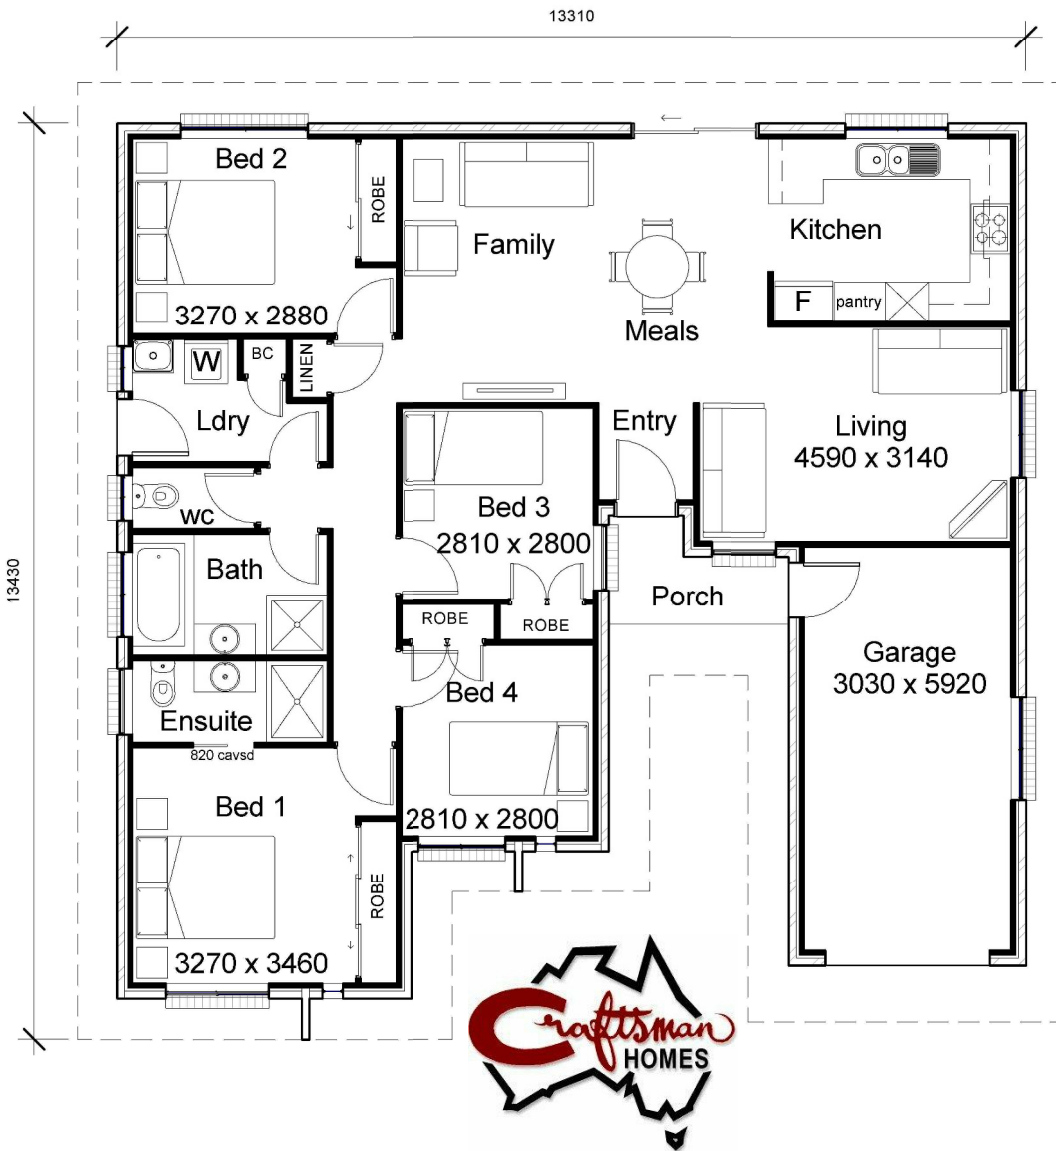 13310
13430
Bed 2
ROBE
3270 x 2880
Family
Meals
Kitchen
F
pantry
W
BC
LINEN
Ldry
Entry
Living
4590 x 3140
WC
Bed 3
2810 x 2800
Bath
ROBE
ROBE
Porch
Garage
3030 x 5920
Bed 4
2810 x 2800
Ensuite
820 cavsd
Bed 1
ROBE
3270 x 3460
Craftsman
HOMES